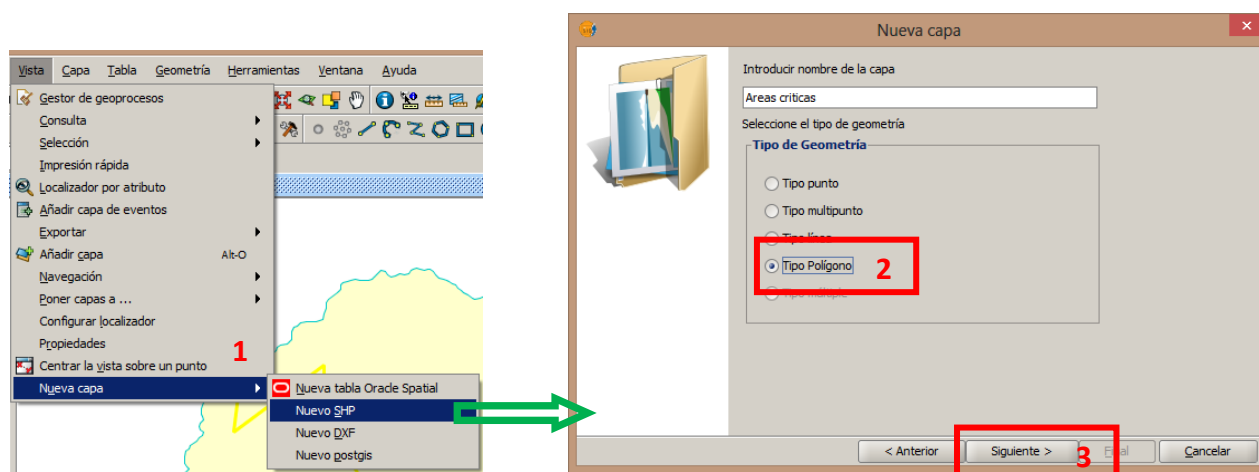 Vista Capa Tabla Geometría Herramientas Ventana Ayuda
Gestor de geoprocesos
Consulta
Selección
Impresión rápida
Localizador por atributo
Añadir capa de eventos
Exportar
Añadir capa Alt-O
Navegación
Poner capas a ...
Configurar localizador
Propiedades
1
Centrar la vista sobre un punto
Nueva capa
Nueva tabla Oracle Spatial
Nuevo SHP
Nuevo DXF
Nuevo postgis
Nueva capa
Introducir nombre de la capa
Areas criticas
Seleccione el tipo de geometría
Tipo de Geometría
Tipo punto
Tipo multipunto
Tipo línea
Tipo Polígono 2
Tipo múltiple
< Anterior Siguiente > 3 Cancelar